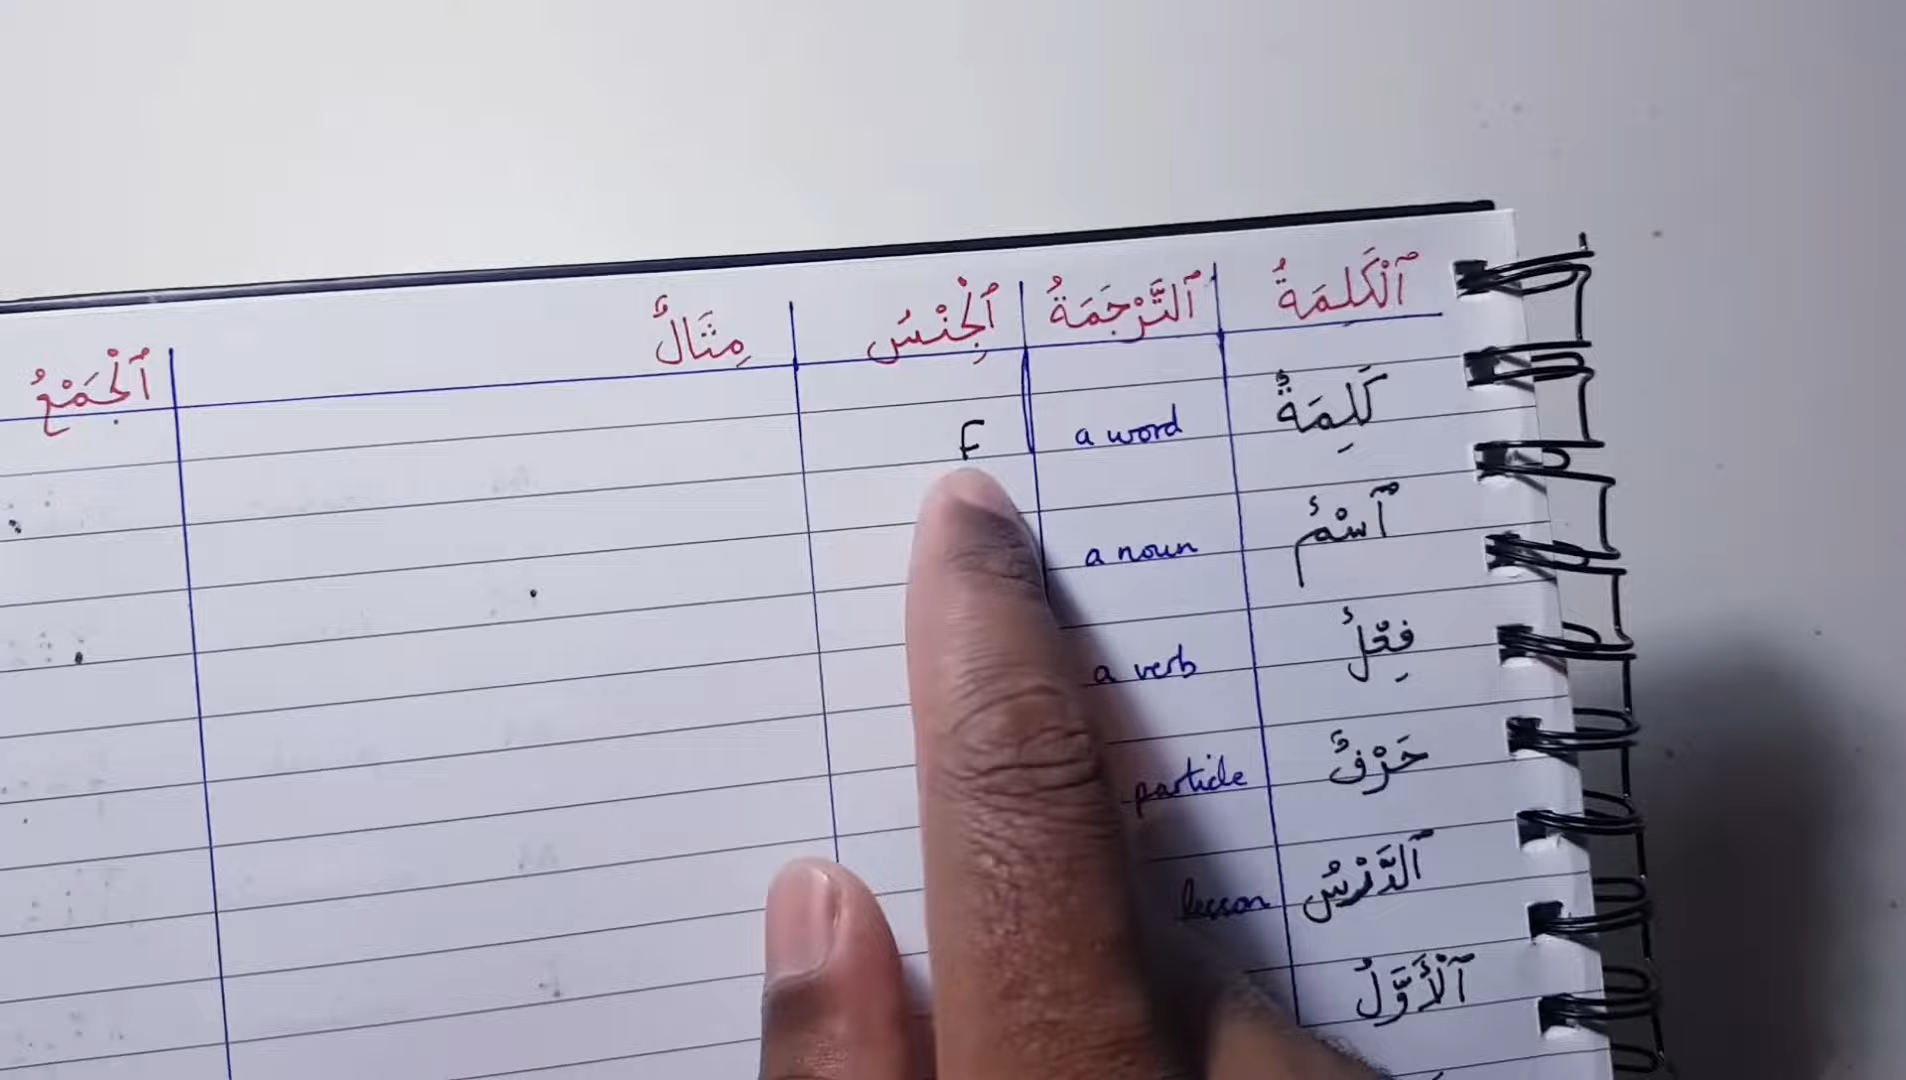 ٱلْكَلِمَةُ ٱلتَّرْجَمَةُ ٱلْجِنْسُ مِثَالٌ ٱلْجَمْعُ
كَلِمَةٌ a word F
ٱسْمٌ a noun
فِعْلٌ a verb
حَرْفٌ particle
ٱلدَّرْسُ lesson
ٱلْأَوَّلُ